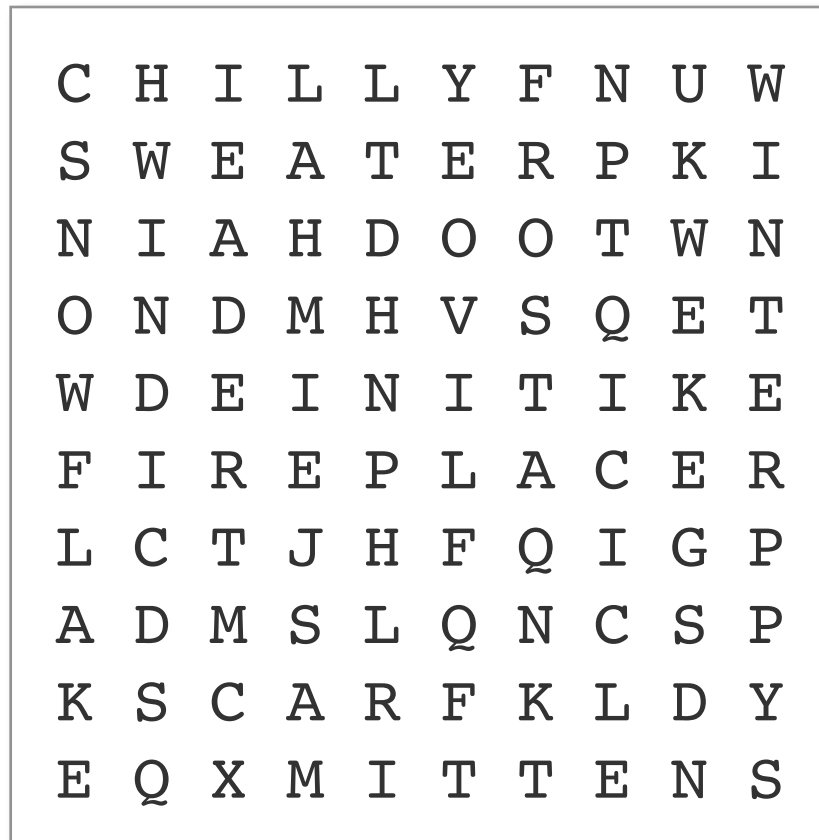 C H I L L Y F N U W
S W E A T E R P K I
N I A H D O O T W N
O N D M H V S Q E T
W D E I N I T I K E
F I R E P L A C E R
L C T J H F Q I G P
A D M S L Q N C S P
K S C A R F K L D Y
E Q X M I T T E N S